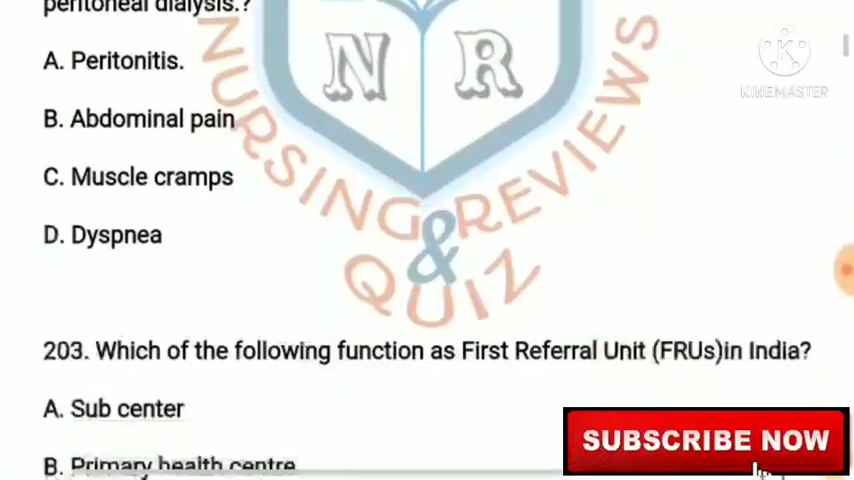 peritoneal dialysis.?
A. Peritonitis.
B. Abdominal pain
C. Muscle cramps
D. Dyspnea
N R
NURSING REVIEWS
&
QUIZ
K
KINEMASTER
203. Which of the following function as First Referral Unit (FRUs)in India?
A. Sub center
B. Primary health centre
SUBSCRIBE NOW